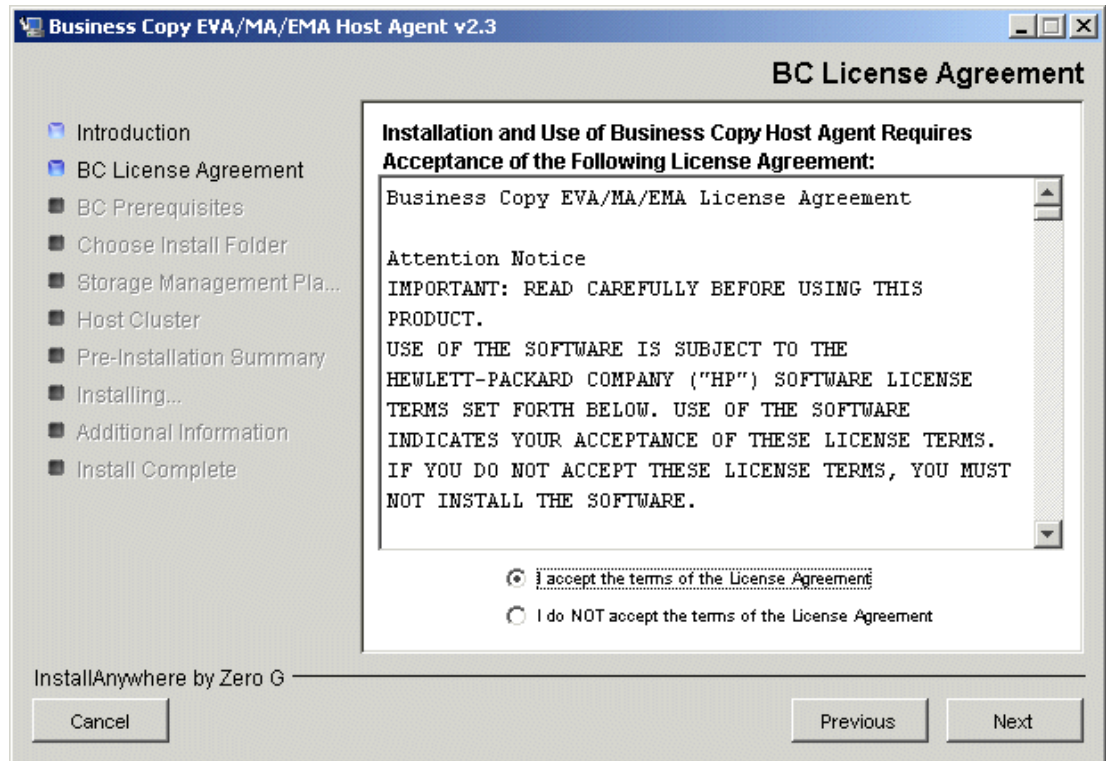 Business Copy EVA/MA/EMA Host Agent v2.3
BC License Agreement
Introduction
BC License Agreement
BC Prerequisites
Choose Install Folder
Storage Management Pla...
Host Cluster
Pre-Installation Summary
Installing...
Additional Information
Install Complete
Installation and Use of Business Copy Host Agent Requires
Acceptance of the Following License Agreement:
Business Copy EVA/MA/EMA License Agreement
Attention Notice
IMPORTANT: READ CAREFULLY BEFORE USING THIS
PRODUCT.
USE OF THE SOFTWARE IS SUBJECT TO THE
HEWLETT-PACKARD COMPANY ("HP") SOFTWARE LICENSE
TERMS SET FORTH BELOW. USE OF THE SOFTWARE
INDICATES YOUR ACCEPTANCE OF THESE LICENSE TERMS.
IF YOU DO NOT ACCEPT THESE LICENSE TERMS, YOU MUST
NOT INSTALL THE SOFTWARE.
I accept the terms of the License Agreement
I do NOT accept the terms of the License Agreement
InstallAnywhere by Zero G
Cancel
Previous
Next